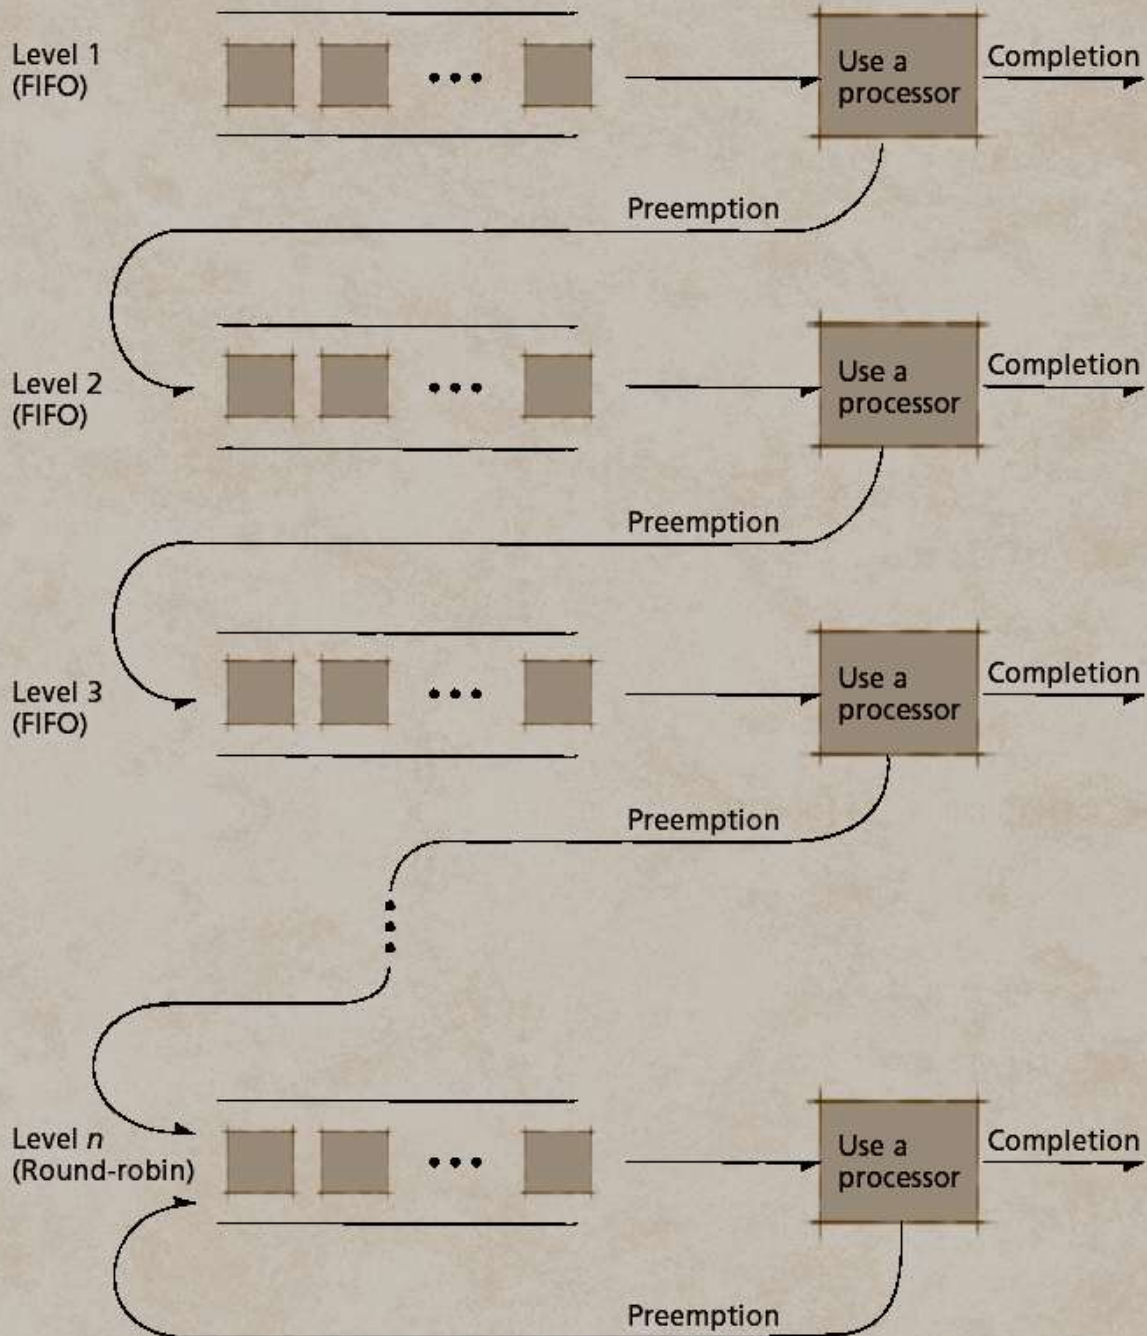 Level 1
(FIFO)
Use a
processor
Completion
Preemption
Level 2
(FIFO)
Use a
processor
Completion
Preemption
Level 3
(FIFO)
Use a
processor
Completion
Preemption
Level n
(Round-robin)
Use a
processor
Completion
Preemption